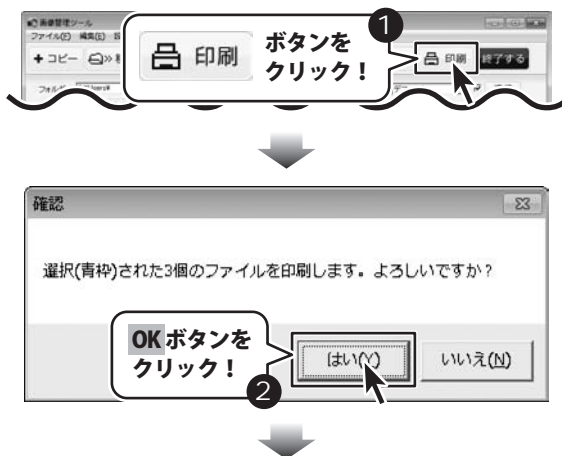 画像管理ツール
ファイル(F) 編集(E)
+ コピー
印刷
ボタンを
クリック！
1
印刷
終了する
確認
選択(青枠)された3個のファイルを印刷します。よろしいですか？
OKボタンを
クリック！
2
はい(Y)
いいえ(N)